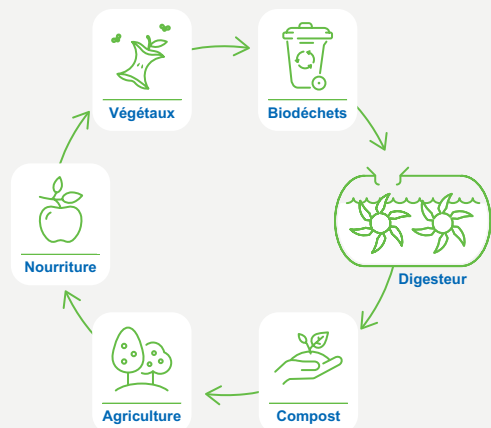 Végétaux
Biodéchets
Digesteur
Compost
Agriculture
Nourriture